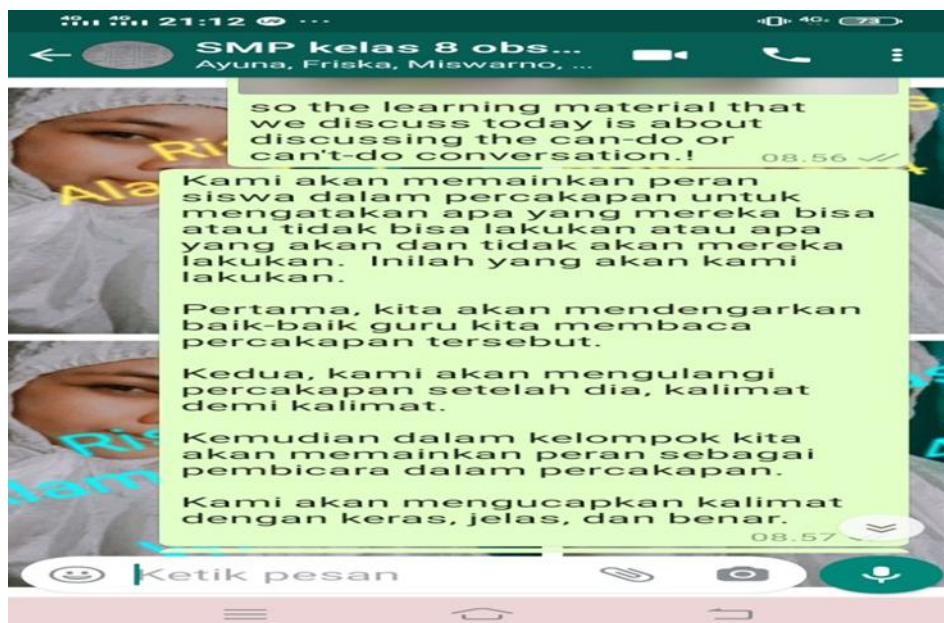 21:12
73
SMP kelas 8 obs...
Ayuna, Friska, Miswarno, ...
so the learning material that
we discuss today is about
discussing the can-do or
can't-do conversation.!
08.56
Kami akan memainkan peran
siswa dalam percakapan untuk
mengatakan apa yang mereka bisa
atau tidak bisa lakukan atau apa
yang akan dan tidak akan mereka
lakukan. Inilah yang akan kami
lakukan.
Pertama, kita akan mendengarkan
baik-baik guru kita membaca
percakapan tersebut.
Kedua, kami akan mengulangi
percakapan setelah dia, kalimat
demi kalimat.
Kemudian dalam kelompok kita
akan memainkan peran sebagai
pembicara dalam percakapan.
Kami akan mengucapkan kalimat
dengan keras, jelas, dan benar.
08.57
Ketik pesan